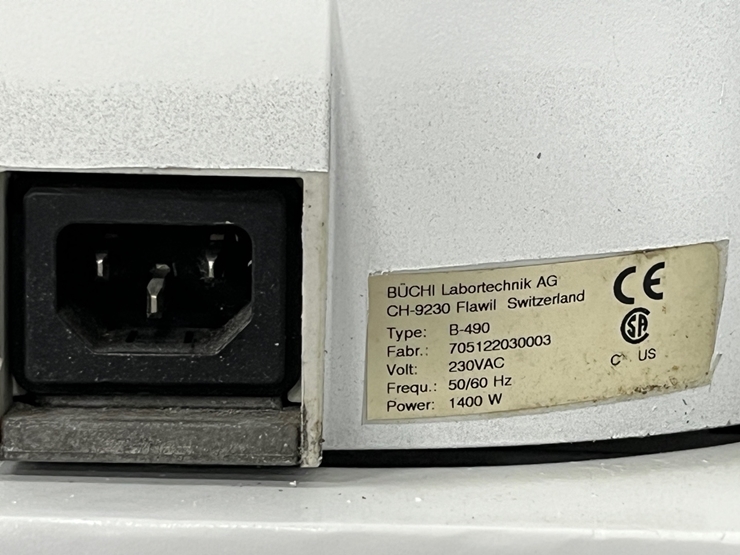 BÜCHI Labortechnik AG
CH-9230 Flawil Switzerland
Type: B-490
Fabr.: 705122030003
Volt: 230VAC
Frequ.: 50/60 Hz
Power: 1400 W
CE
SA
C US